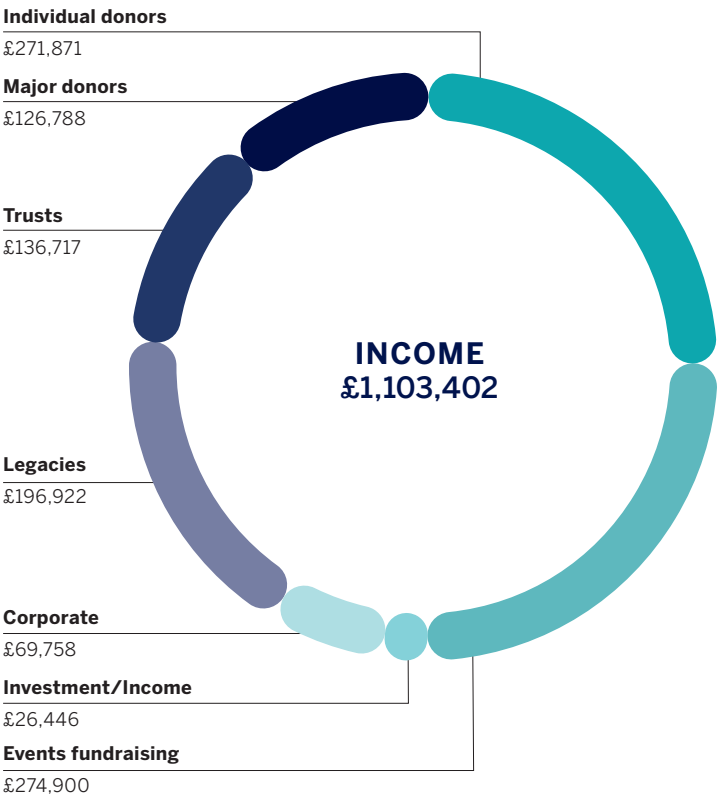 Individual donors
£271,871
Major donors
£126,788
Trusts
£136,717
INCOME
£1,103,402
Legacies
£196,922
Corporate
£69,758
Investment/Income
£26,446
Events fundraising
£274,900